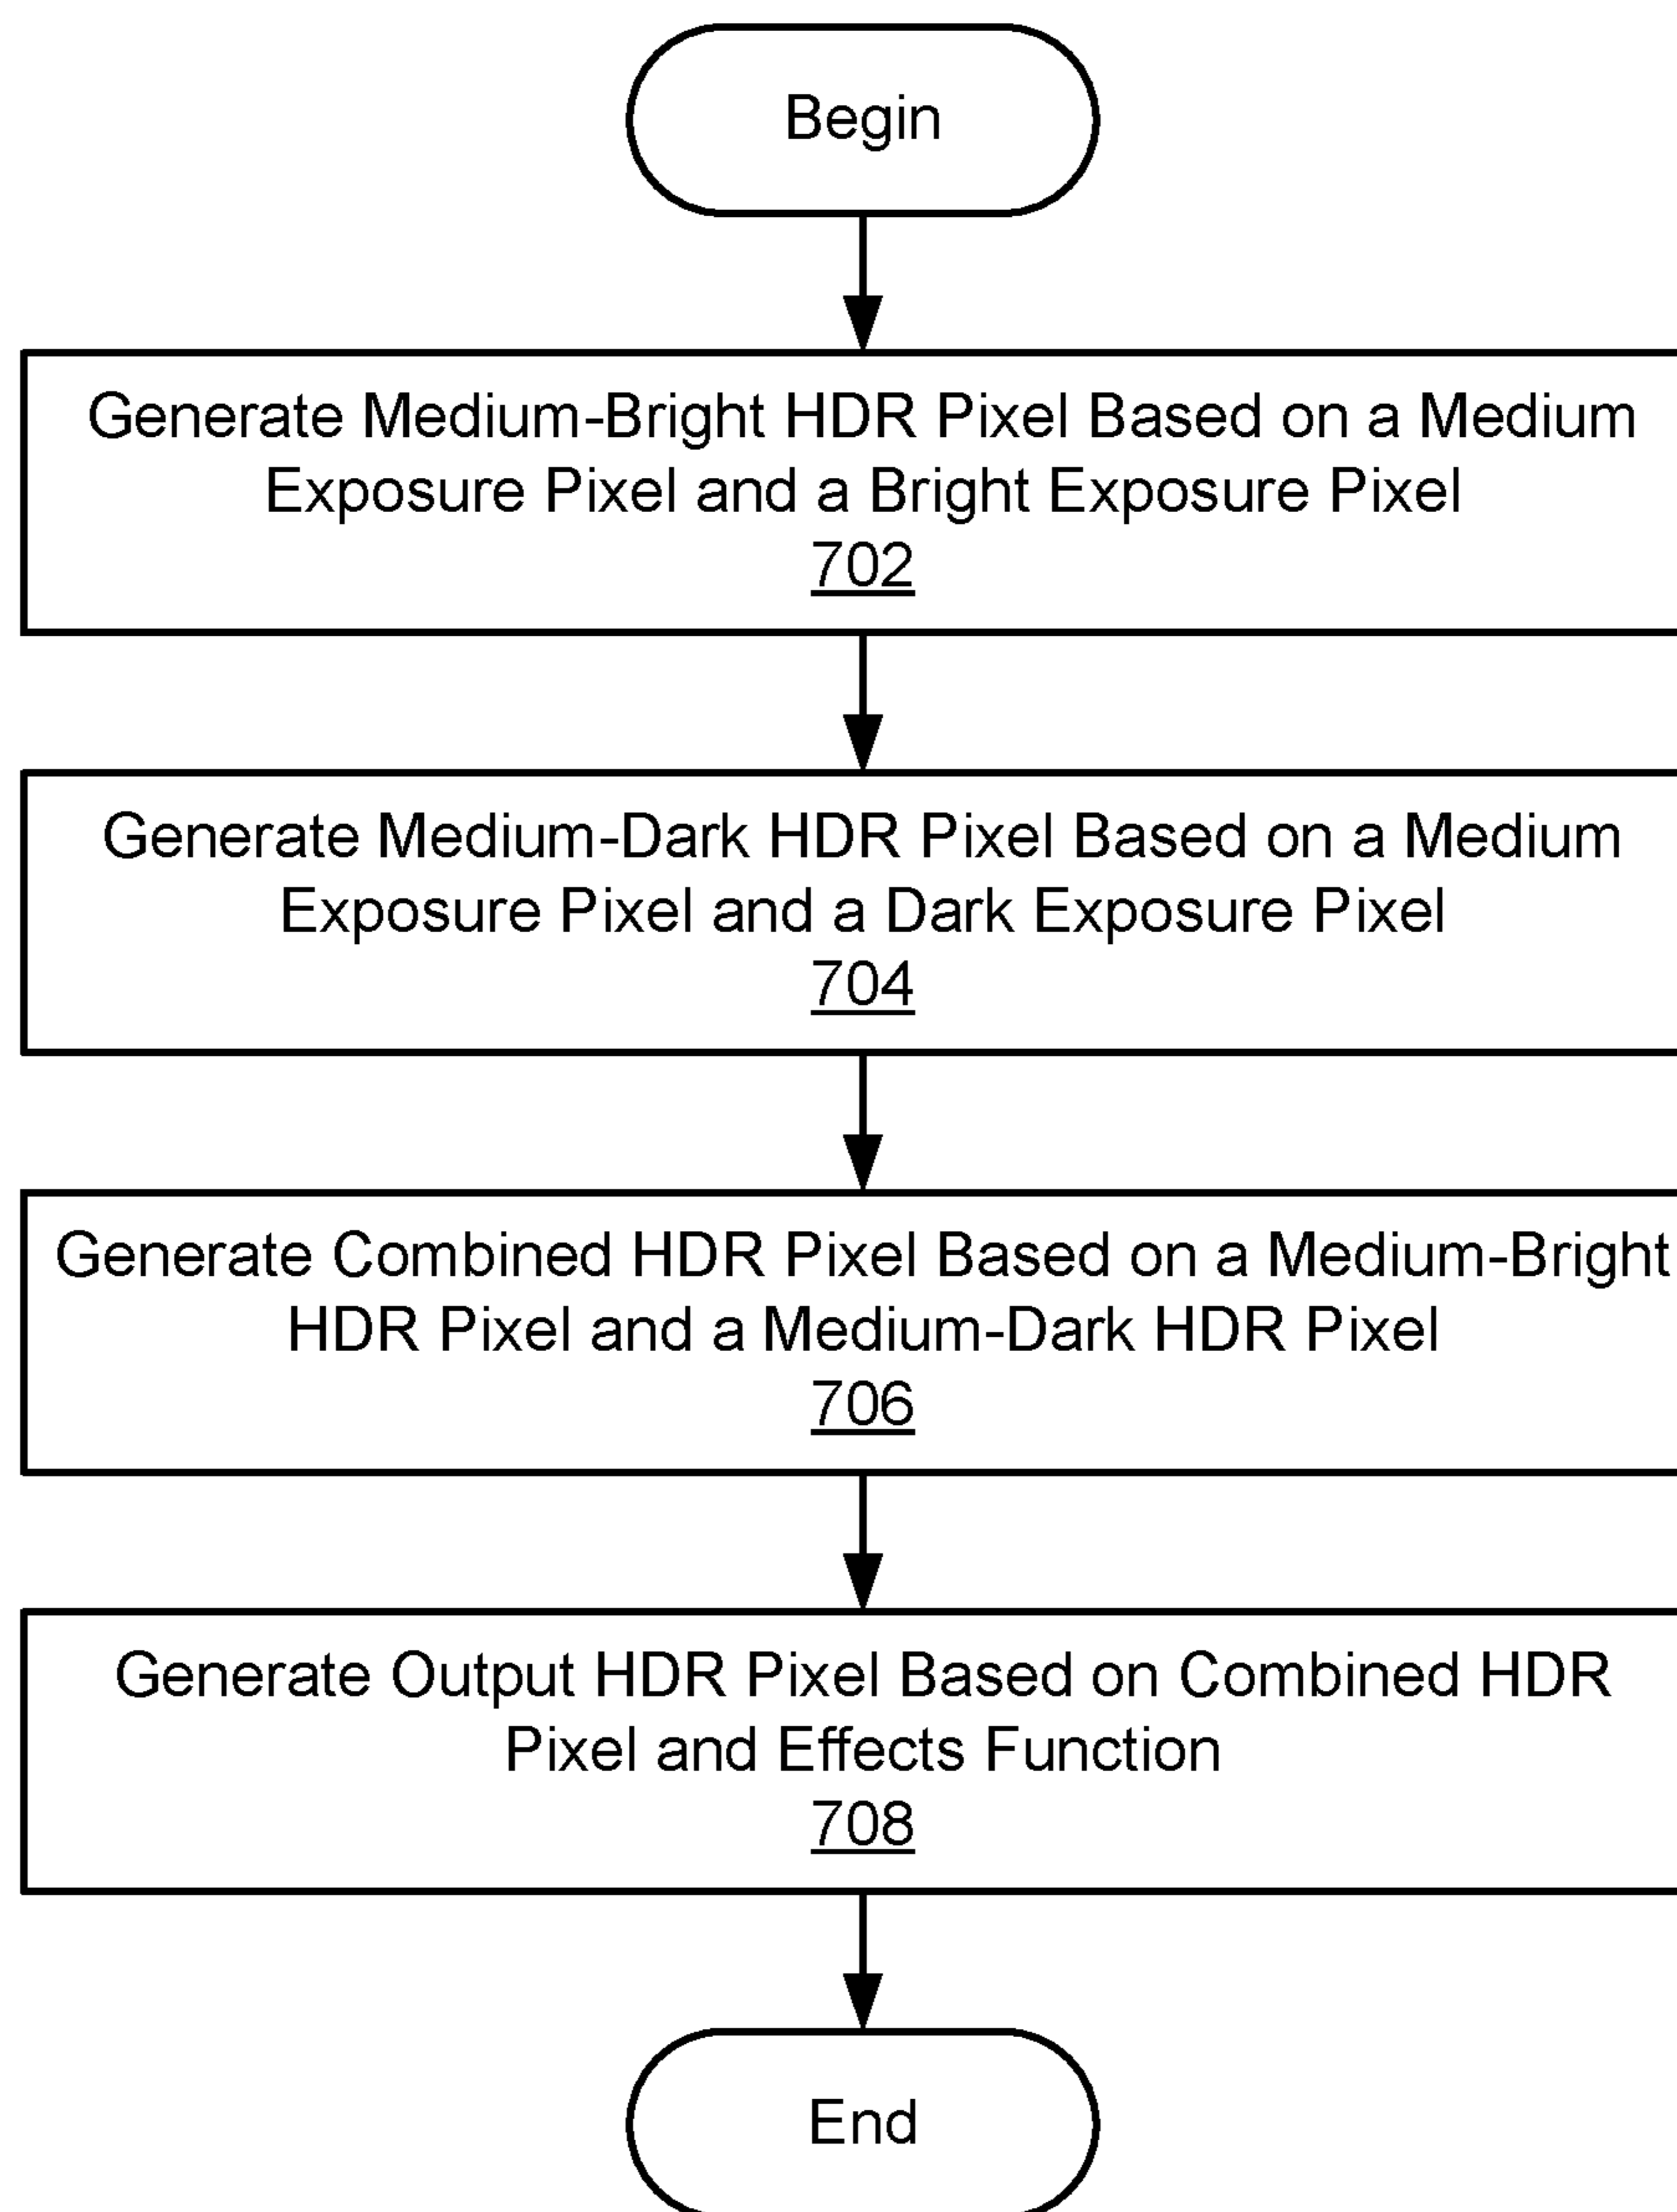 Begin
Generate Medium-Bright HDR Pixel Based on a Medium
Exposure Pixel and a Bright Exposure Pixel
702
Generate Medium-Dark HDR Pixel Based on a Medium
Exposure Pixel and a Dark Exposure Pixel
704
Generate Combined HDR Pixel Based on a Medium-Bright
HDR Pixel and a Medium-Dark HDR Pixel
706
Generate Output HDR Pixel Based on Combined HDR
Pixel and Effects Function
708
End